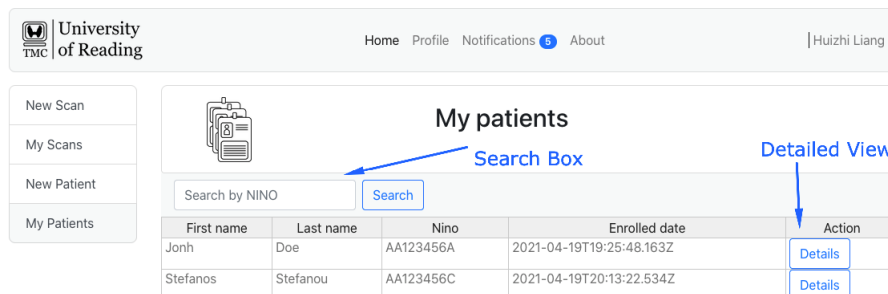 TMC University of Reading
Home Profile Notifications 5 About
Huizhi Liang
New Scan
My Scans
New Patient
My Patients
My patients
Search Box
Detailed View
Search by NINO Search
First name Last name Nino Enrolled date Action
Jonh Doe AA123456A 2021-04-19T19:25:48.163Z Details
Stefanos Stefanou AA123456C 2021-04-19T20:13:22.534Z Details